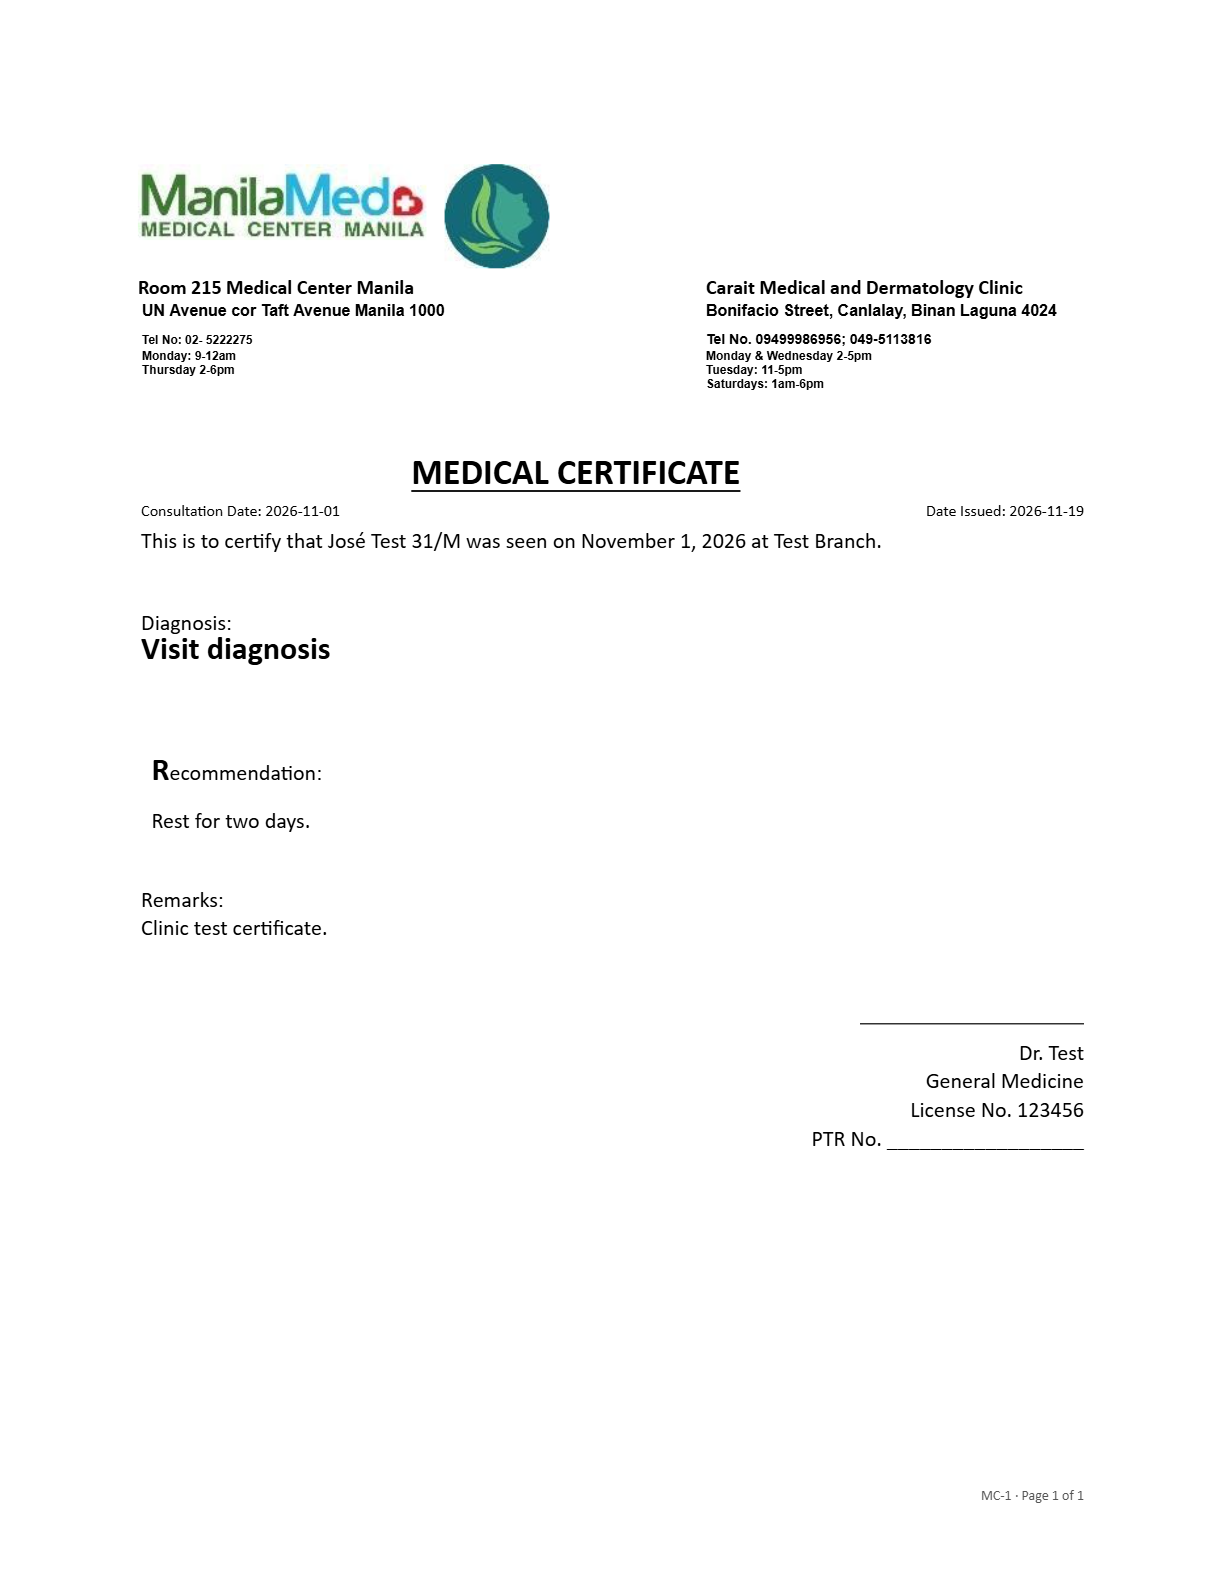 ManilaMed
MEDICAL CENTER MANILA
Room 215 Medical Center Manila
UN Avenue cor Taft Avenue Manila 1000
Tel No: 02- 5222275
Monday: 9-12am
Thursday 2-6pm
Carait Medical and Dermatology Clinic
Bonifacio Street, Canlalay, Binan Laguna 4024
Tel No. 09499986956; 049-5113816
Monday & Wednesday 2-5pm
Tuesday: 11-5pm
Saturdays: 1am-6pm
MEDICAL CERTIFICATE
Consultation Date: 2026-11-01
Date Issued: 2026-11-19
This is to certify that José Test 31/M was seen on November 1, 2026 at Test Branch.
Diagnosis:
Visit diagnosis
Recommendation:
Rest for two days.
Remarks:
Clinic test certificate.
Dr. Test
General Medicine
License No. 123456
PTR No. __________________
MC-1 · Page 1 of 1